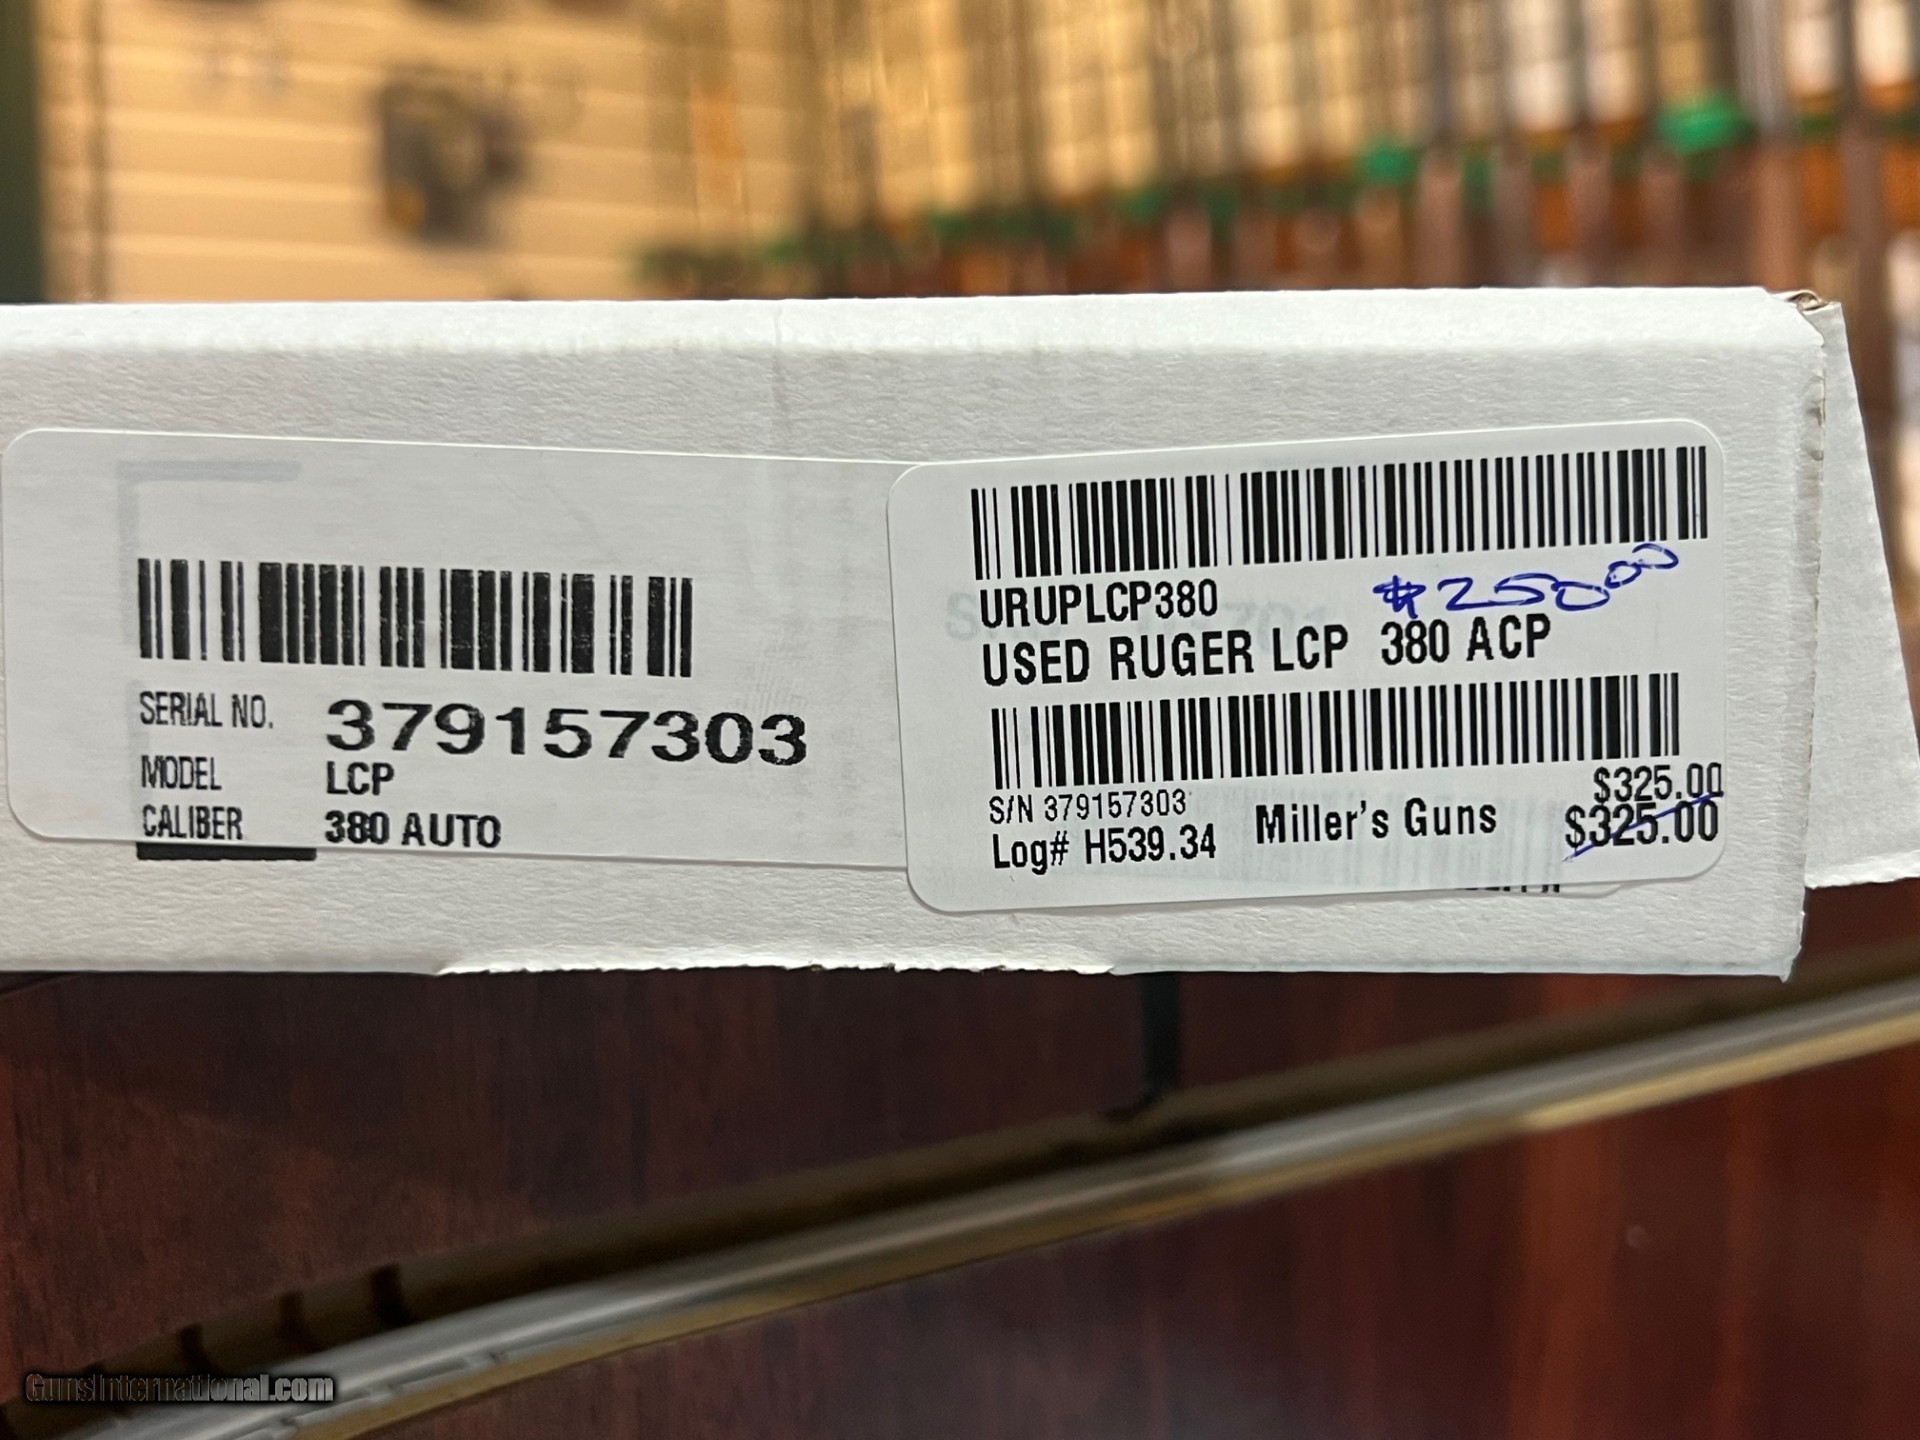 SERIAL NO. 379157303
MODEL LCP
CALIBER 380 AUTO
URUPLCP380 $250.00
USED RUGER LCP 380 ACP
S/N 379157303
$325.00
Log# H539.34 Miller's Guns $325.00
GunsInternational.com